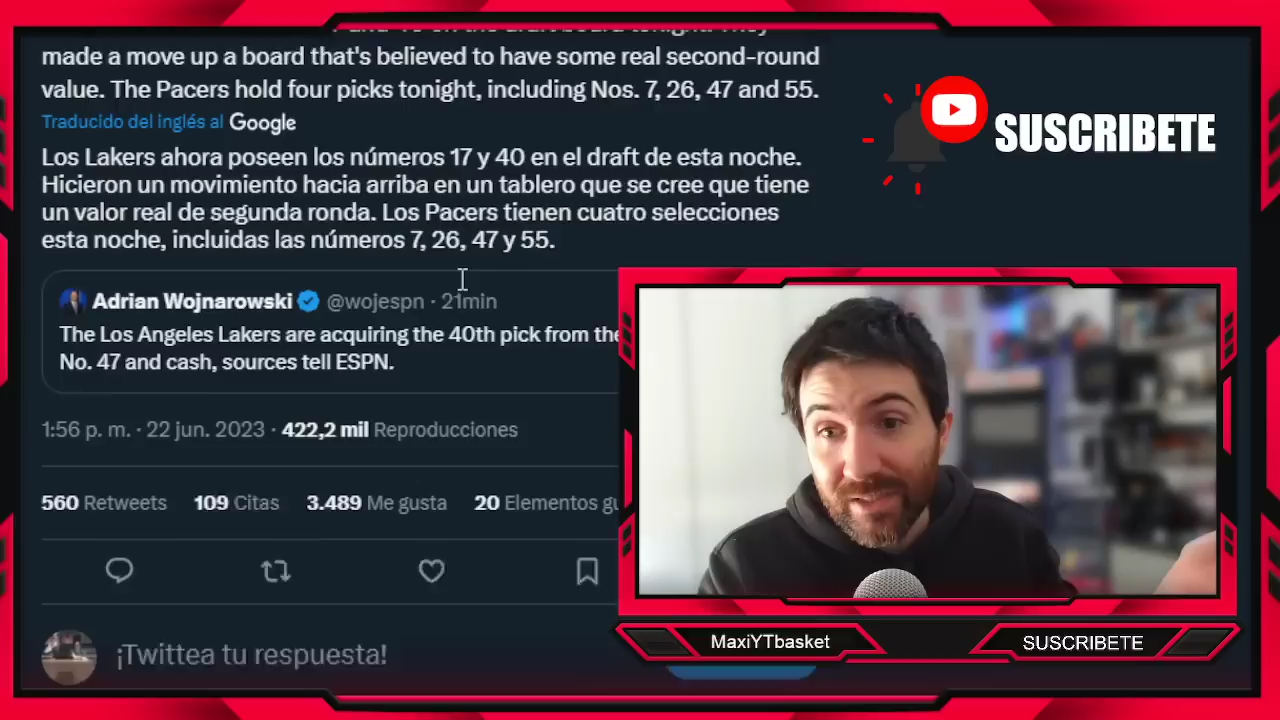 made a move up a board that's believed to have some real second-round
value. The Pacers hold four picks tonight, including Nos. 7, 26, 47 and 55.
Traducido del inglés al Google
Los Lakers ahora poseen los números 17 y 40 en el draft de esta noche.
Hicieron un movimiento hacia arriba en un tablero que se cree que tiene
un valor real de segunda ronda. Los Pacers tienen cuatro selecciones
esta noche, incluidas las números 7, 26, 47 y 55.
Adrian Wojnarowski @wojespn · 21min
The Los Angeles Lakers are acquiring the 40th pick from the
No. 47 and cash, sources tell ESPN.
1:56 p. m. · 22 jun. 2023 · 422,2 mil Reproducciones
560 Retweets 109 Citas 3.489 Me gusta 20 Elementos gu
¡Twittea tu respuesta!
SUSCRIBETE
MaxiYTbasket
SUSCRIBETE